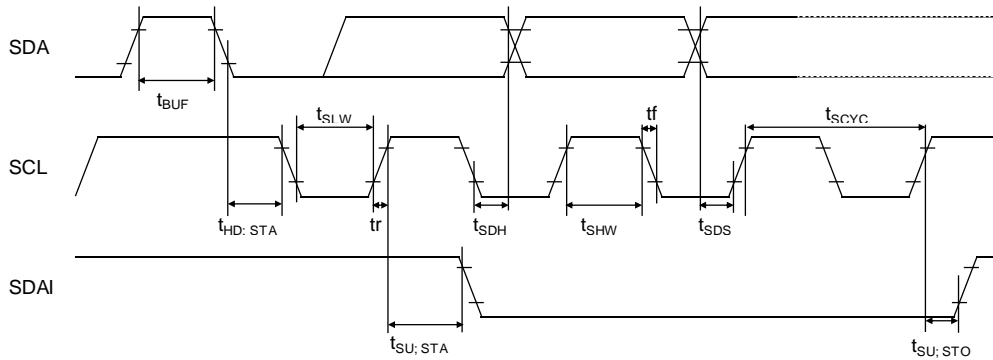 SDA
tBUF
tSLW
tf
tSCYC
SCL
tHD: STA
tr
tSDH
tSHW
tSDS
SDAI
tSU; STA
tSU; STO